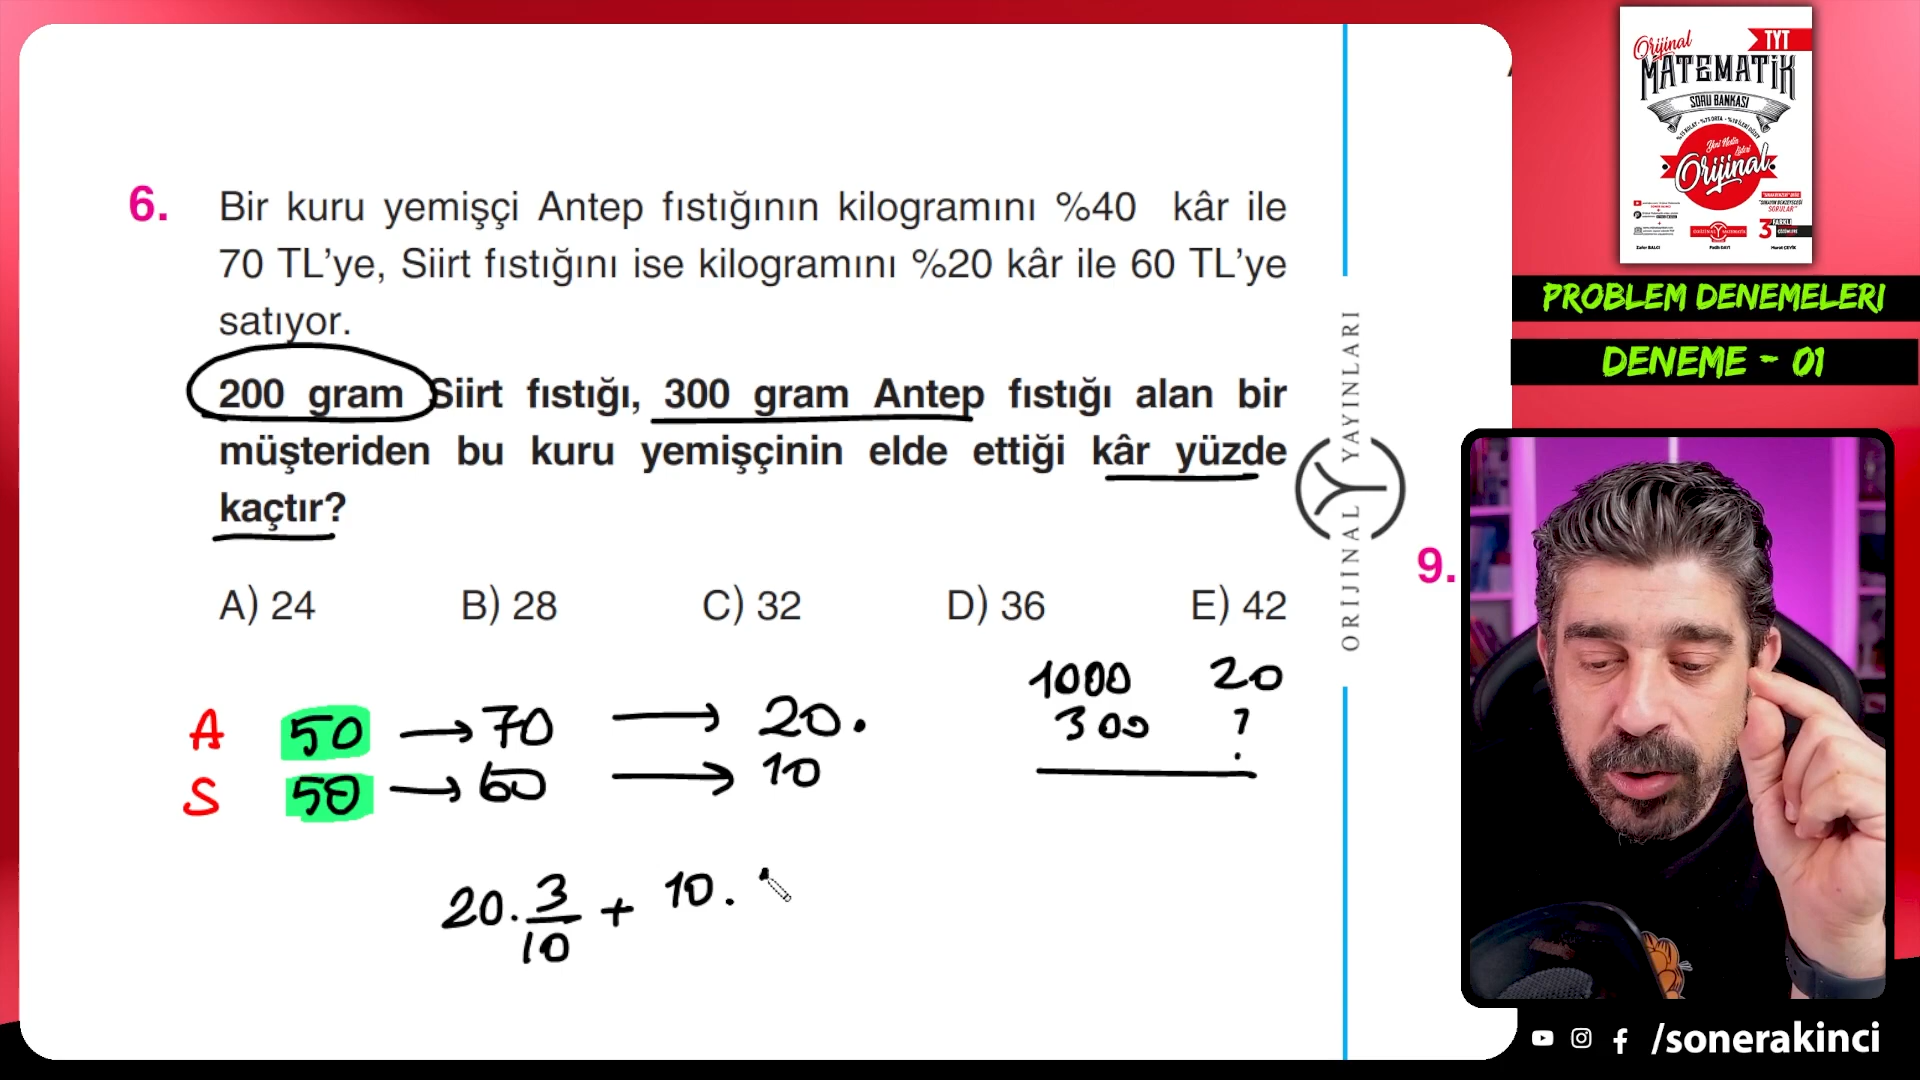 6. Bir kuru yemişçi Antep fıstığının kilogramını %40 kâr ile
70 TL'ye, Siirt fıstığını ise kilogramını %20 kâr ile 60 TL'ye
satıyor.
200 gram Siirt fıstığı, 300 gram Antep fıstığı alan bir
müşteriden bu kuru yemişçinin elde ettiği kâr yüzde
kaçtır?
A) 24 B) 28 C) 32 D) 36 E) 42
A 50 → 70 → 20.
S 50 → 60 → 10
1000 20
300 ?
20 . 3/10 + 10 .
ORİJİNAL YAYINLARI
9.
Orijinal
TYT
MATEMATİK
SORU BANKASI
Orijinal
3
PROBLEM DENEMELERI
DENEME - 01
/sonerakinci